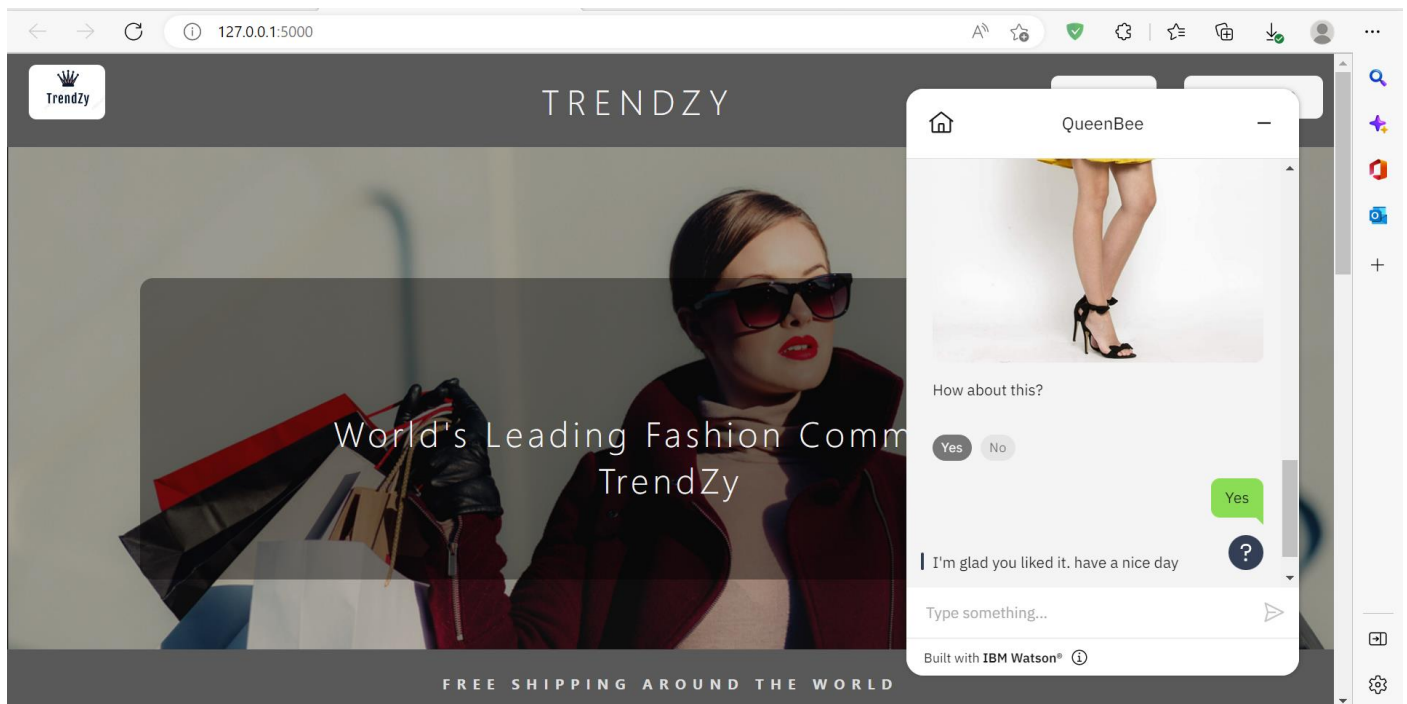 127.0.0.1:5000
TrendZy
TRENDZY
QueenBee
How about this?
Yes No
Yes
?
I'm glad you liked it. have a nice day
Type something...
Built with IBM Watson®
World's Leading Fashion Comm
TrendZy
FREE SHIPPING AROUND THE WORLD